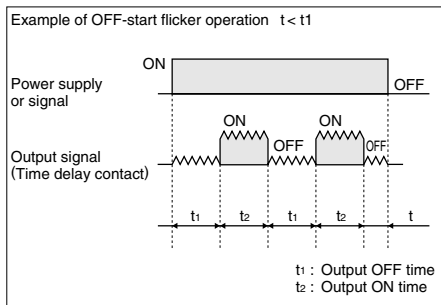 Example of OFF-start flicker operation t < t1
ON
Power supply
or signal
OFF
ON
ON
OFF
OFF
Output signal
(Time delay contact)
t1 t2 t1 t2 t
t1 : Output OFF time
t2 : Output ON time